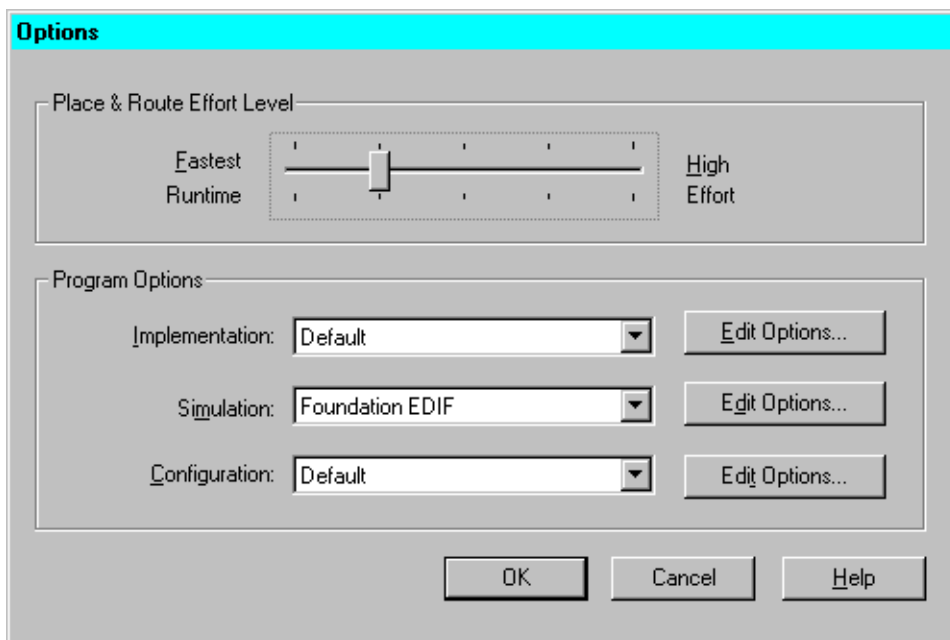 Options
Place & Route Effort Level
Fastest
Runtime
High
Effort
Program Options
Implementation: Default Edit Options...
Simulation: Foundation EDIF Edit Options...
Configuration: Default Edit Options...
OK Cancel Help